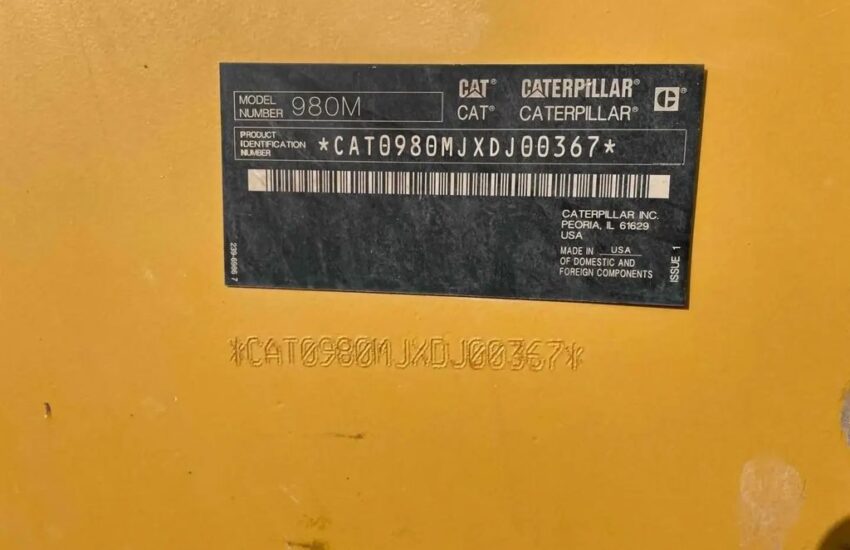 CAT® CATERPILLAR®
MODEL NUMBER 980M
CAT® CATERPILLAR®
PRODUCT IDENTIFICATION NUMBER *CAT0980MJXDJ00367*
CATERPILLAR INC.
PEORIA, IL 61629
USA
MADE IN USA
OF DOMESTIC AND
FOREIGN COMPONENTS
ISSUE 1
*CAT0980MJXDJ00367*